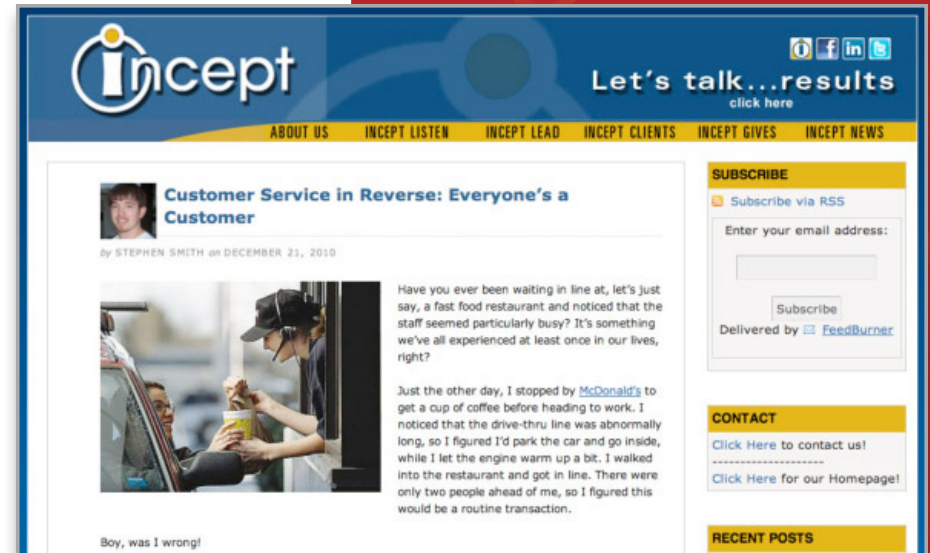 incept
Let's talk...results
click here
ABOUT US INCEPT LISTEN INCEPT LEAD INCEPT CLIENTS INCEPT GIVES INCEPT NEWS
Customer Service in Reverse: Everyone's a
Customer
by STEPHEN SMITH on DECEMBER 21, 2010
Have you ever been waiting in line at, let's just
say, a fast food restaurant and noticed that the
staff seemed particularly busy? It's something
we've all experienced at least once in our lives,
right?
Just the other day, I stopped by McDonald's to
get a cup of coffee before heading to work. I
noticed that the drive-thru line was abnormally
long, so I figured I'd park the car and go inside,
while I let the engine warm up a bit. I walked
into the restaurant and got in line. There were
only two people ahead of me, so I figured this
would be a routine transaction.
Boy, was I wrong!
SUBSCRIBE
Subscribe via RSS
Enter your email address:
Subscribe
Delivered by FeedBurner
CONTACT
Click Here to contact us!
--------------------
Click Here for our Homepage!
RECENT POSTS